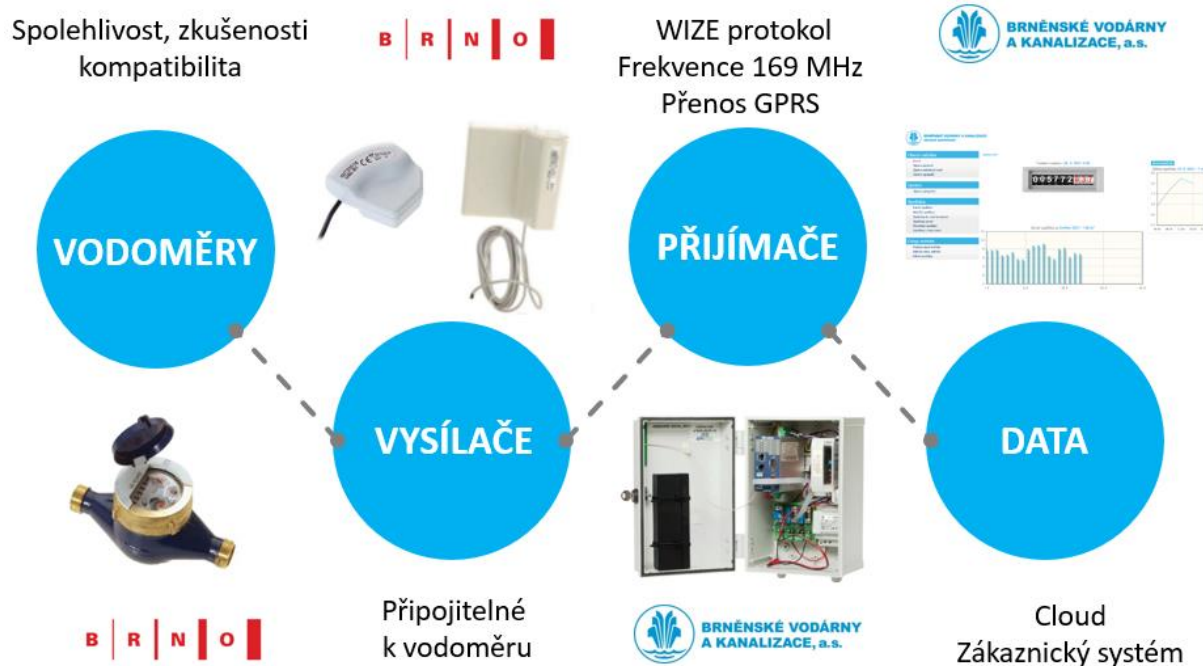 Spolehlivost, zkušenosti
kompatibilita
B R N O
WIZE protokol
Frekvence 169 MHz
Přenos GPRS
BRNĚNSKÉ VODÁRNY
A KANALIZACE, a.s.
VODOMĚRY
PŘIJÍMAČE
VYSÍLAČE
DATA
B R N O
Připojitelné
k vodoměru
BRNĚNSKÉ VODÁRNY
A KANALIZACE, a.s.
Cloud
Zákaznický systém